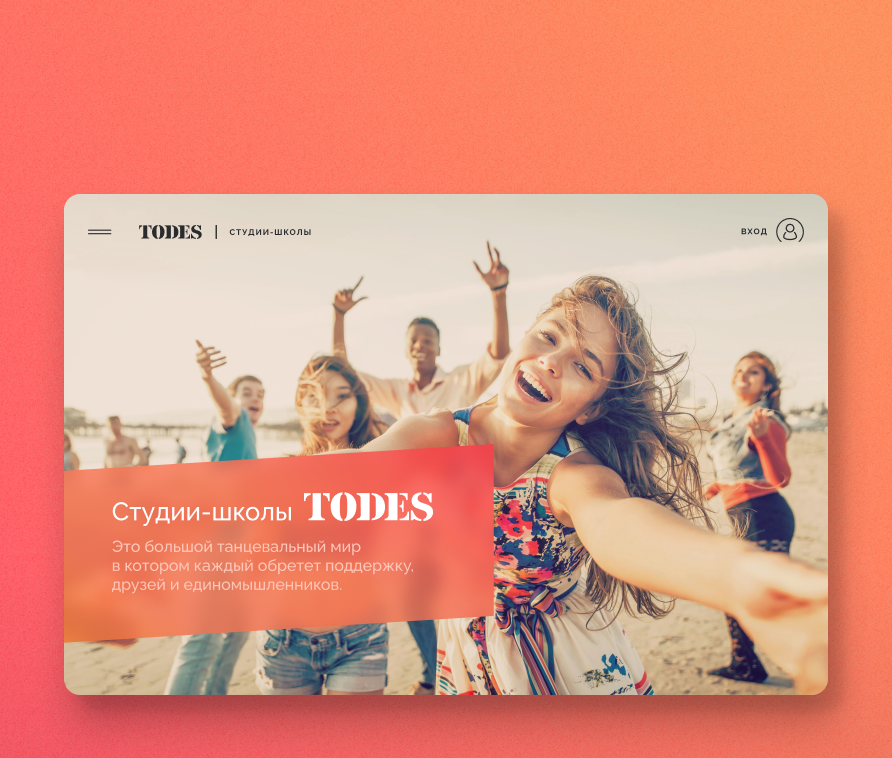 TODES | СТУДИИ-ШКОЛЫ
ВХОД
Студии-школы TODES
Это большой танцевальный мир
в котором каждый обретет поддержку,
друзей и единомышленников.